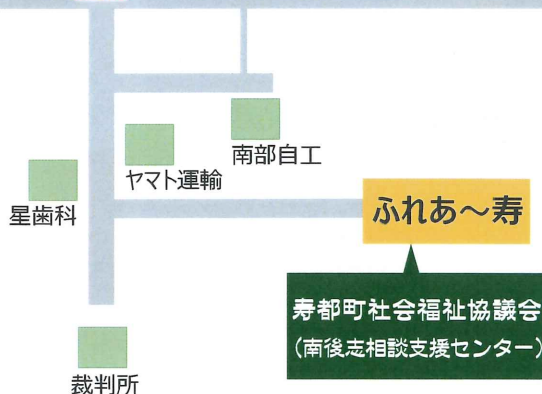 南部自工
ヤマト運輸
星歯科
ふれあ～寿
寿都町社会福祉協議会
(南後志相談支援センター)
裁判所